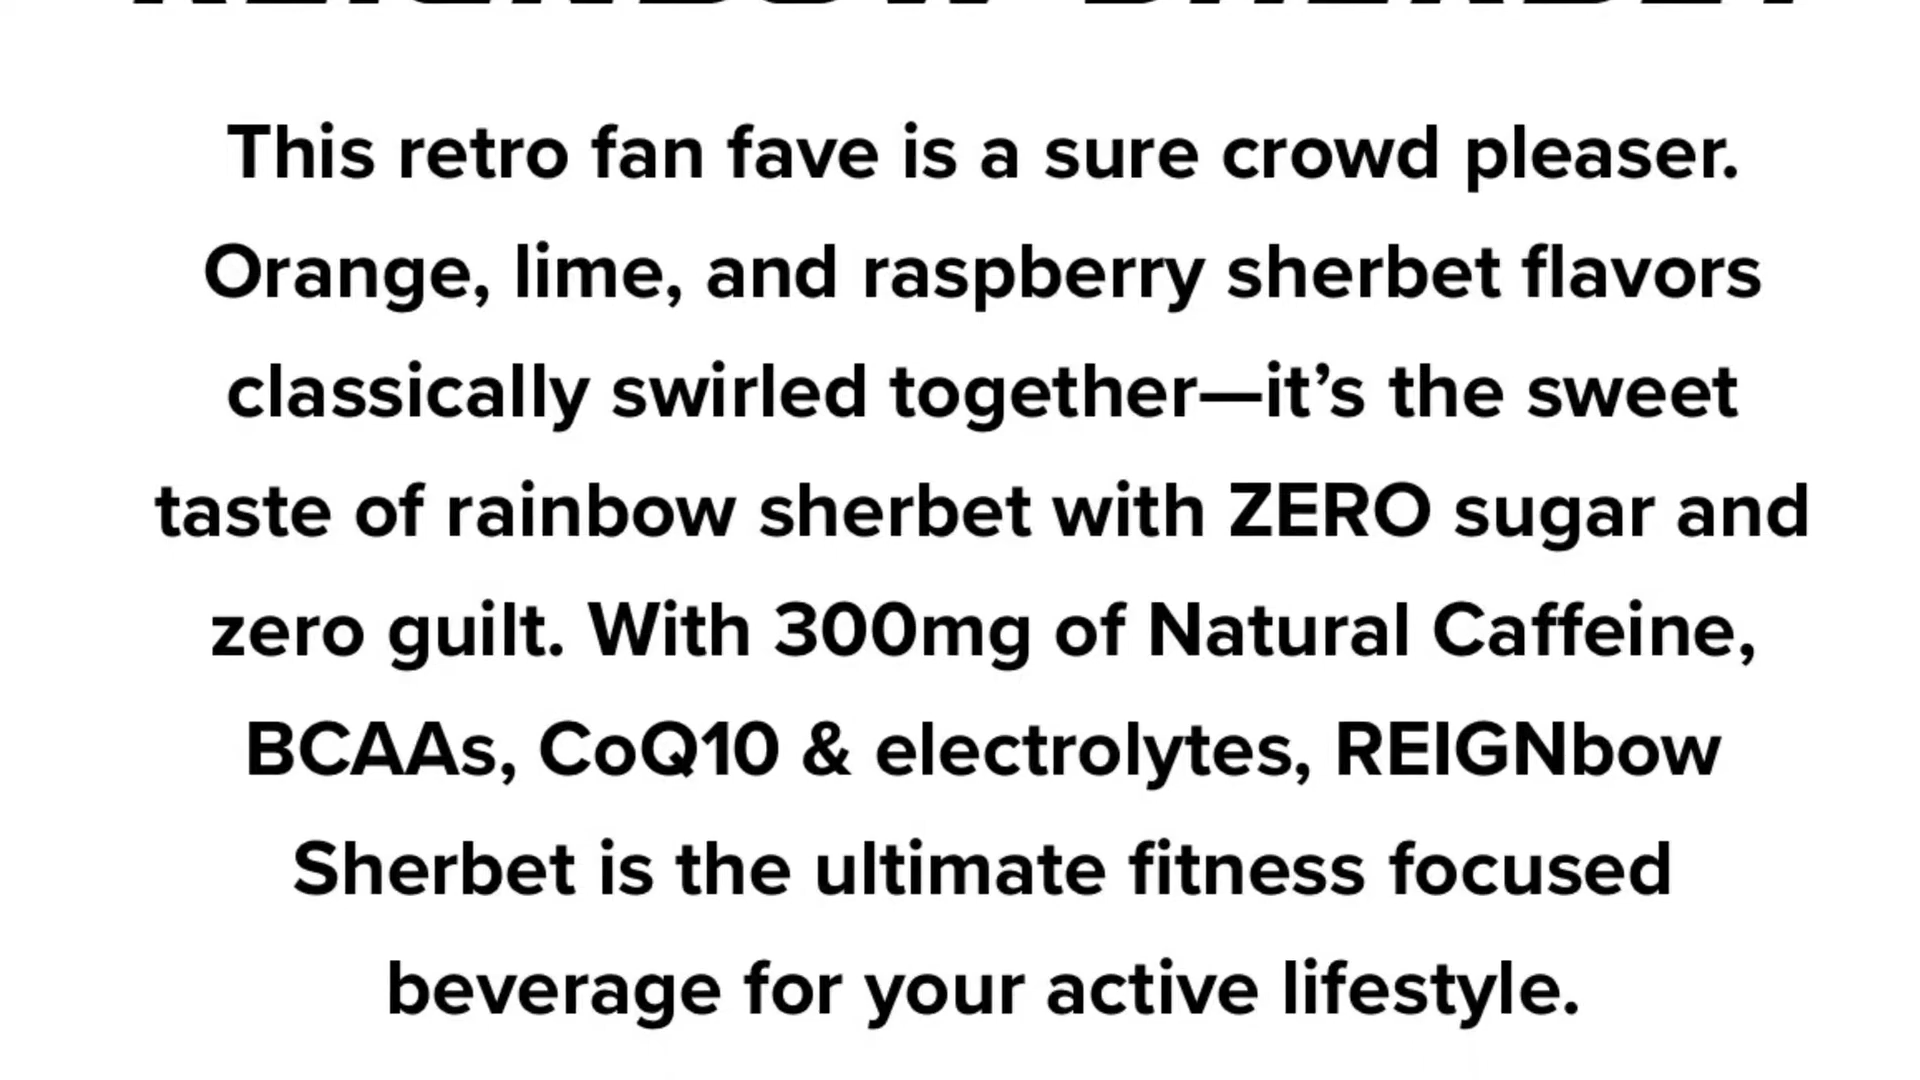 This retro fan fave is a sure crowd pleaser.
Orange, lime, and raspberry sherbet flavors
classically swirled together—it’s the sweet
taste of rainbow sherbet with ZERO sugar and
zero guilt. With 300mg of Natural Caffeine,
BCAAs, CoQ10 & electrolytes, REIGNbow
Sherbet is the ultimate fitness focused
beverage for your active lifestyle.